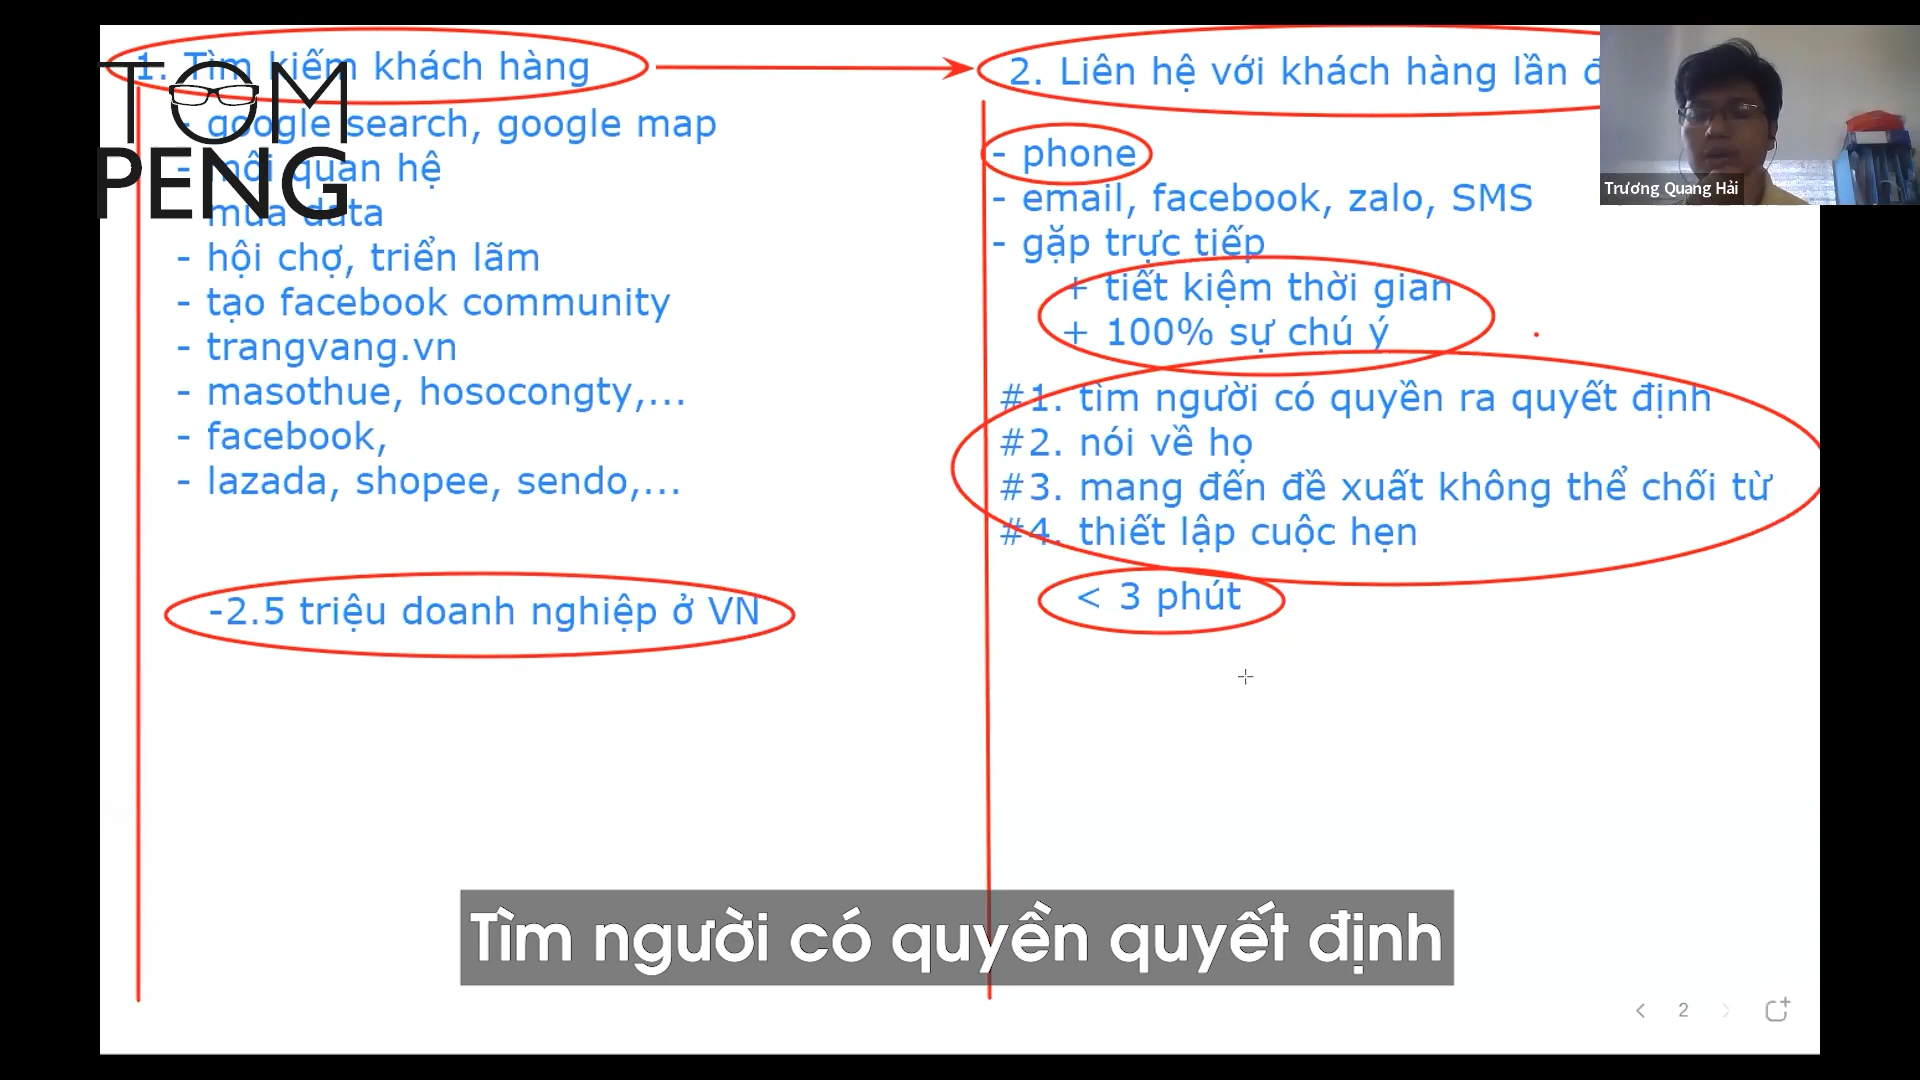 1. Tìm kiếm khách hàng
- google search, google map
- mối quan hệ
- mua data
- hội chợ, triển lãm
- tạo facebook community
- trangvang.vn
- masothue, hosocongty,...
- facebook,
- lazada, shopee, sendo,...
-2.5 triệu doanh nghiệp ở VN
TOM
PENG
2. Liên hệ với khách hàng lần
- phone
- email, facebook, zalo, SMS
- gặp trực tiếp
+ tiết kiệm thời gian
+ 100% sự chú ý
#1. tìm người có quyền ra quyết định
#2. nói về họ
#3. mang đến đề xuất không thể chối từ
#4. thiết lập cuộc hẹn
< 3 phút
Trương Quang Hải
Tìm người có quyền quyết định
2